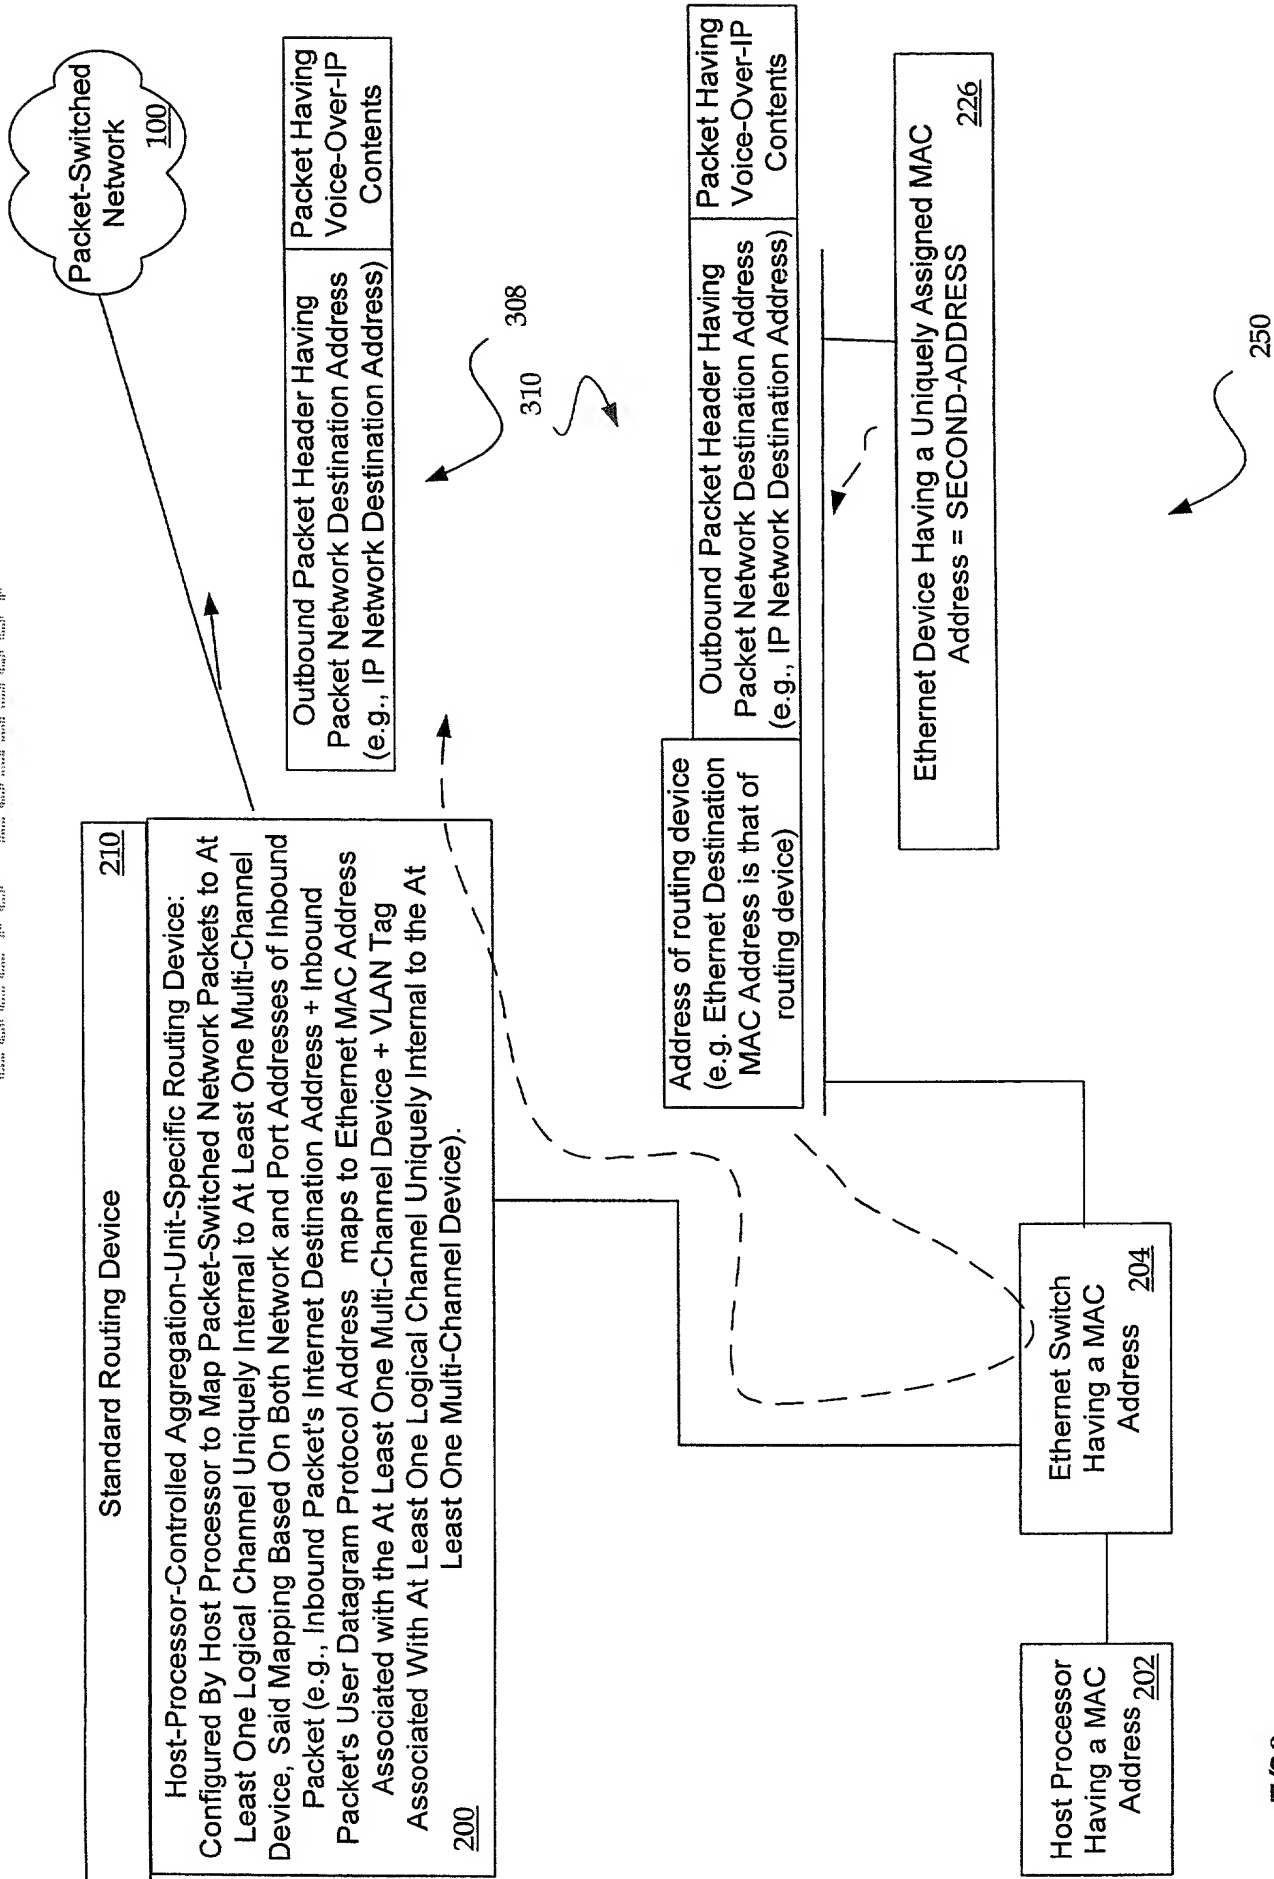 Packet-Switched
Network
100
Standard Routing Device
210
Host-Processor-Controlled Aggregation-Unit-Specific Routing Device:
Configured By Host Processor to Map Packet-Switched Network Packets to At
Least One Logical Channel Uniquely Internal to At Least One Multi-Channel
Device, Said Mapping Based On Both Network and Port Addresses of Inbound
Packet (e.g., Inbound Packet's Internet Destination Address + Inbound
Packet's User Datagram Protocol Address maps to Ethernet MAC Address
Associated with the At Least One Multi-Channel Device + VLAN Tag
Associated With At Least One Logical Channel Uniquely Internal to the At
Least One Multi-Channel Device).
200
Outbound Packet Header Having
Packet Network Destination Address
(e.g., IP Network Destination Address)
Packet Having
Voice-Over-IP
Contents
308
310
Address of routing device
(e.g. Ethernet Destination
MAC Address is that of
routing device)
Outbound Packet Header Having
Packet Network Destination Address
(e.g., IP Network Destination Address)
Packet Having
Voice-Over-IP
Contents
Ethernet Device Having a Uniquely Assigned MAC
Address = SECOND-ADDRESS
226
Host Processor
Having a MAC
Address
202
Ethernet Switch
Having a MAC
Address
204
250